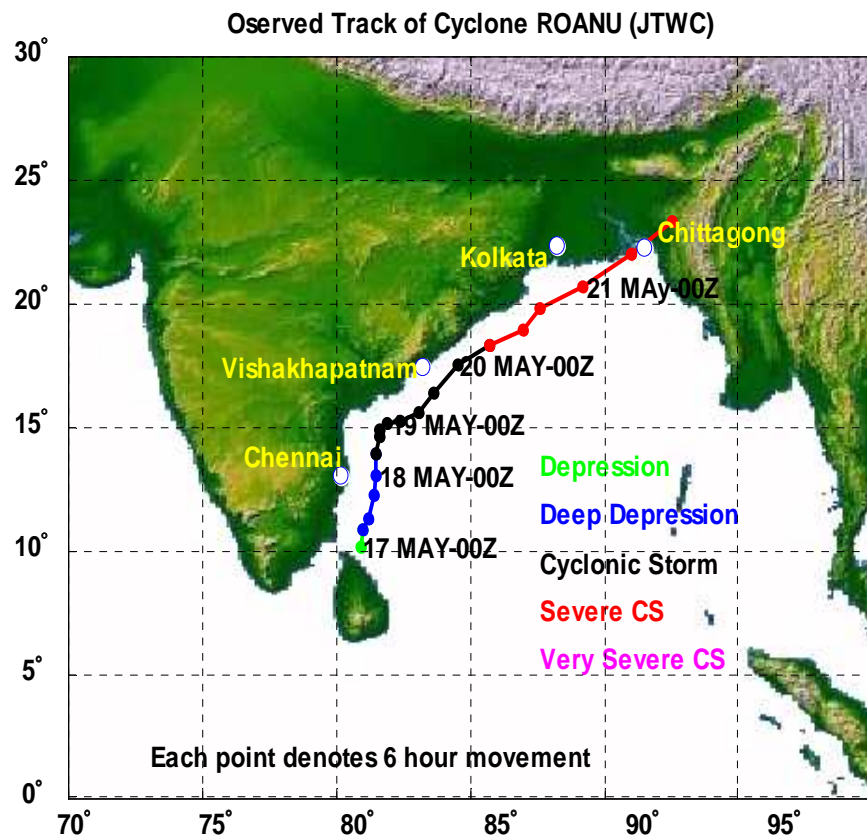 Oserved Track of Cyclone ROANU (JTWC)
30°
25°
Chittagong
Kolkata
21 MAy-00Z
20°
Vishakhapatnam
20 MAY-00Z
15°
19 MAY-00Z
Chennai
Depression
18 MAY-00Z
Deep Depression
10°
17 MAY-00Z
Cyclonic Storm
Severe CS
5°
Very Severe CS
Each point denotes 6 hour movement
0°
70° 75° 80° 85° 90° 95°